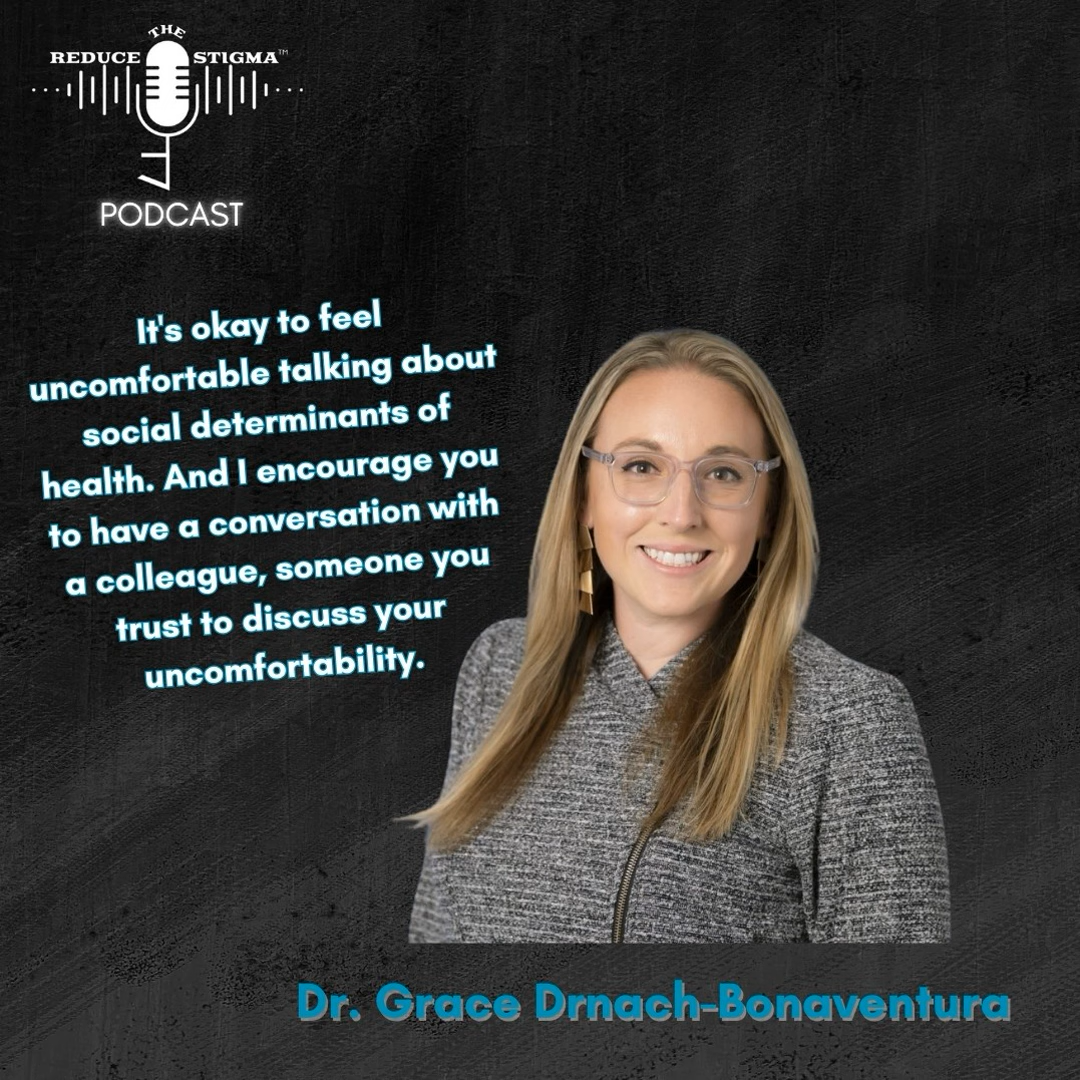 THE
REDUCE STIGMA™
PODCAST
It's okay to feel
uncomfortable talking about
social determinants of
health. And I encourage you
to have a conversation with
a colleague, someone you
trust to discuss your
uncomfortability.
Dr. Grace Drnach-Bonaventura